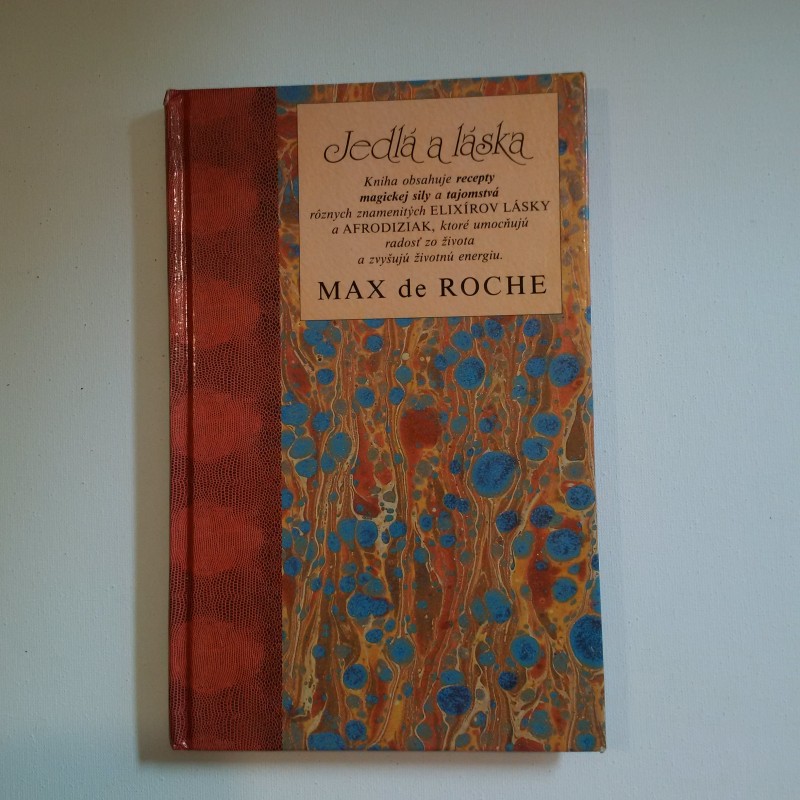 Jedlá a láska
Kniha obsahuje recepty
magickej sily a tajomstvá
róznych znamenitých ELIXÍROV LÁSKY
a AFRODIZIAK, ktoré umocňujú
radosť zo života
a zvyšujú životnú energiu.
MAX de ROCHE